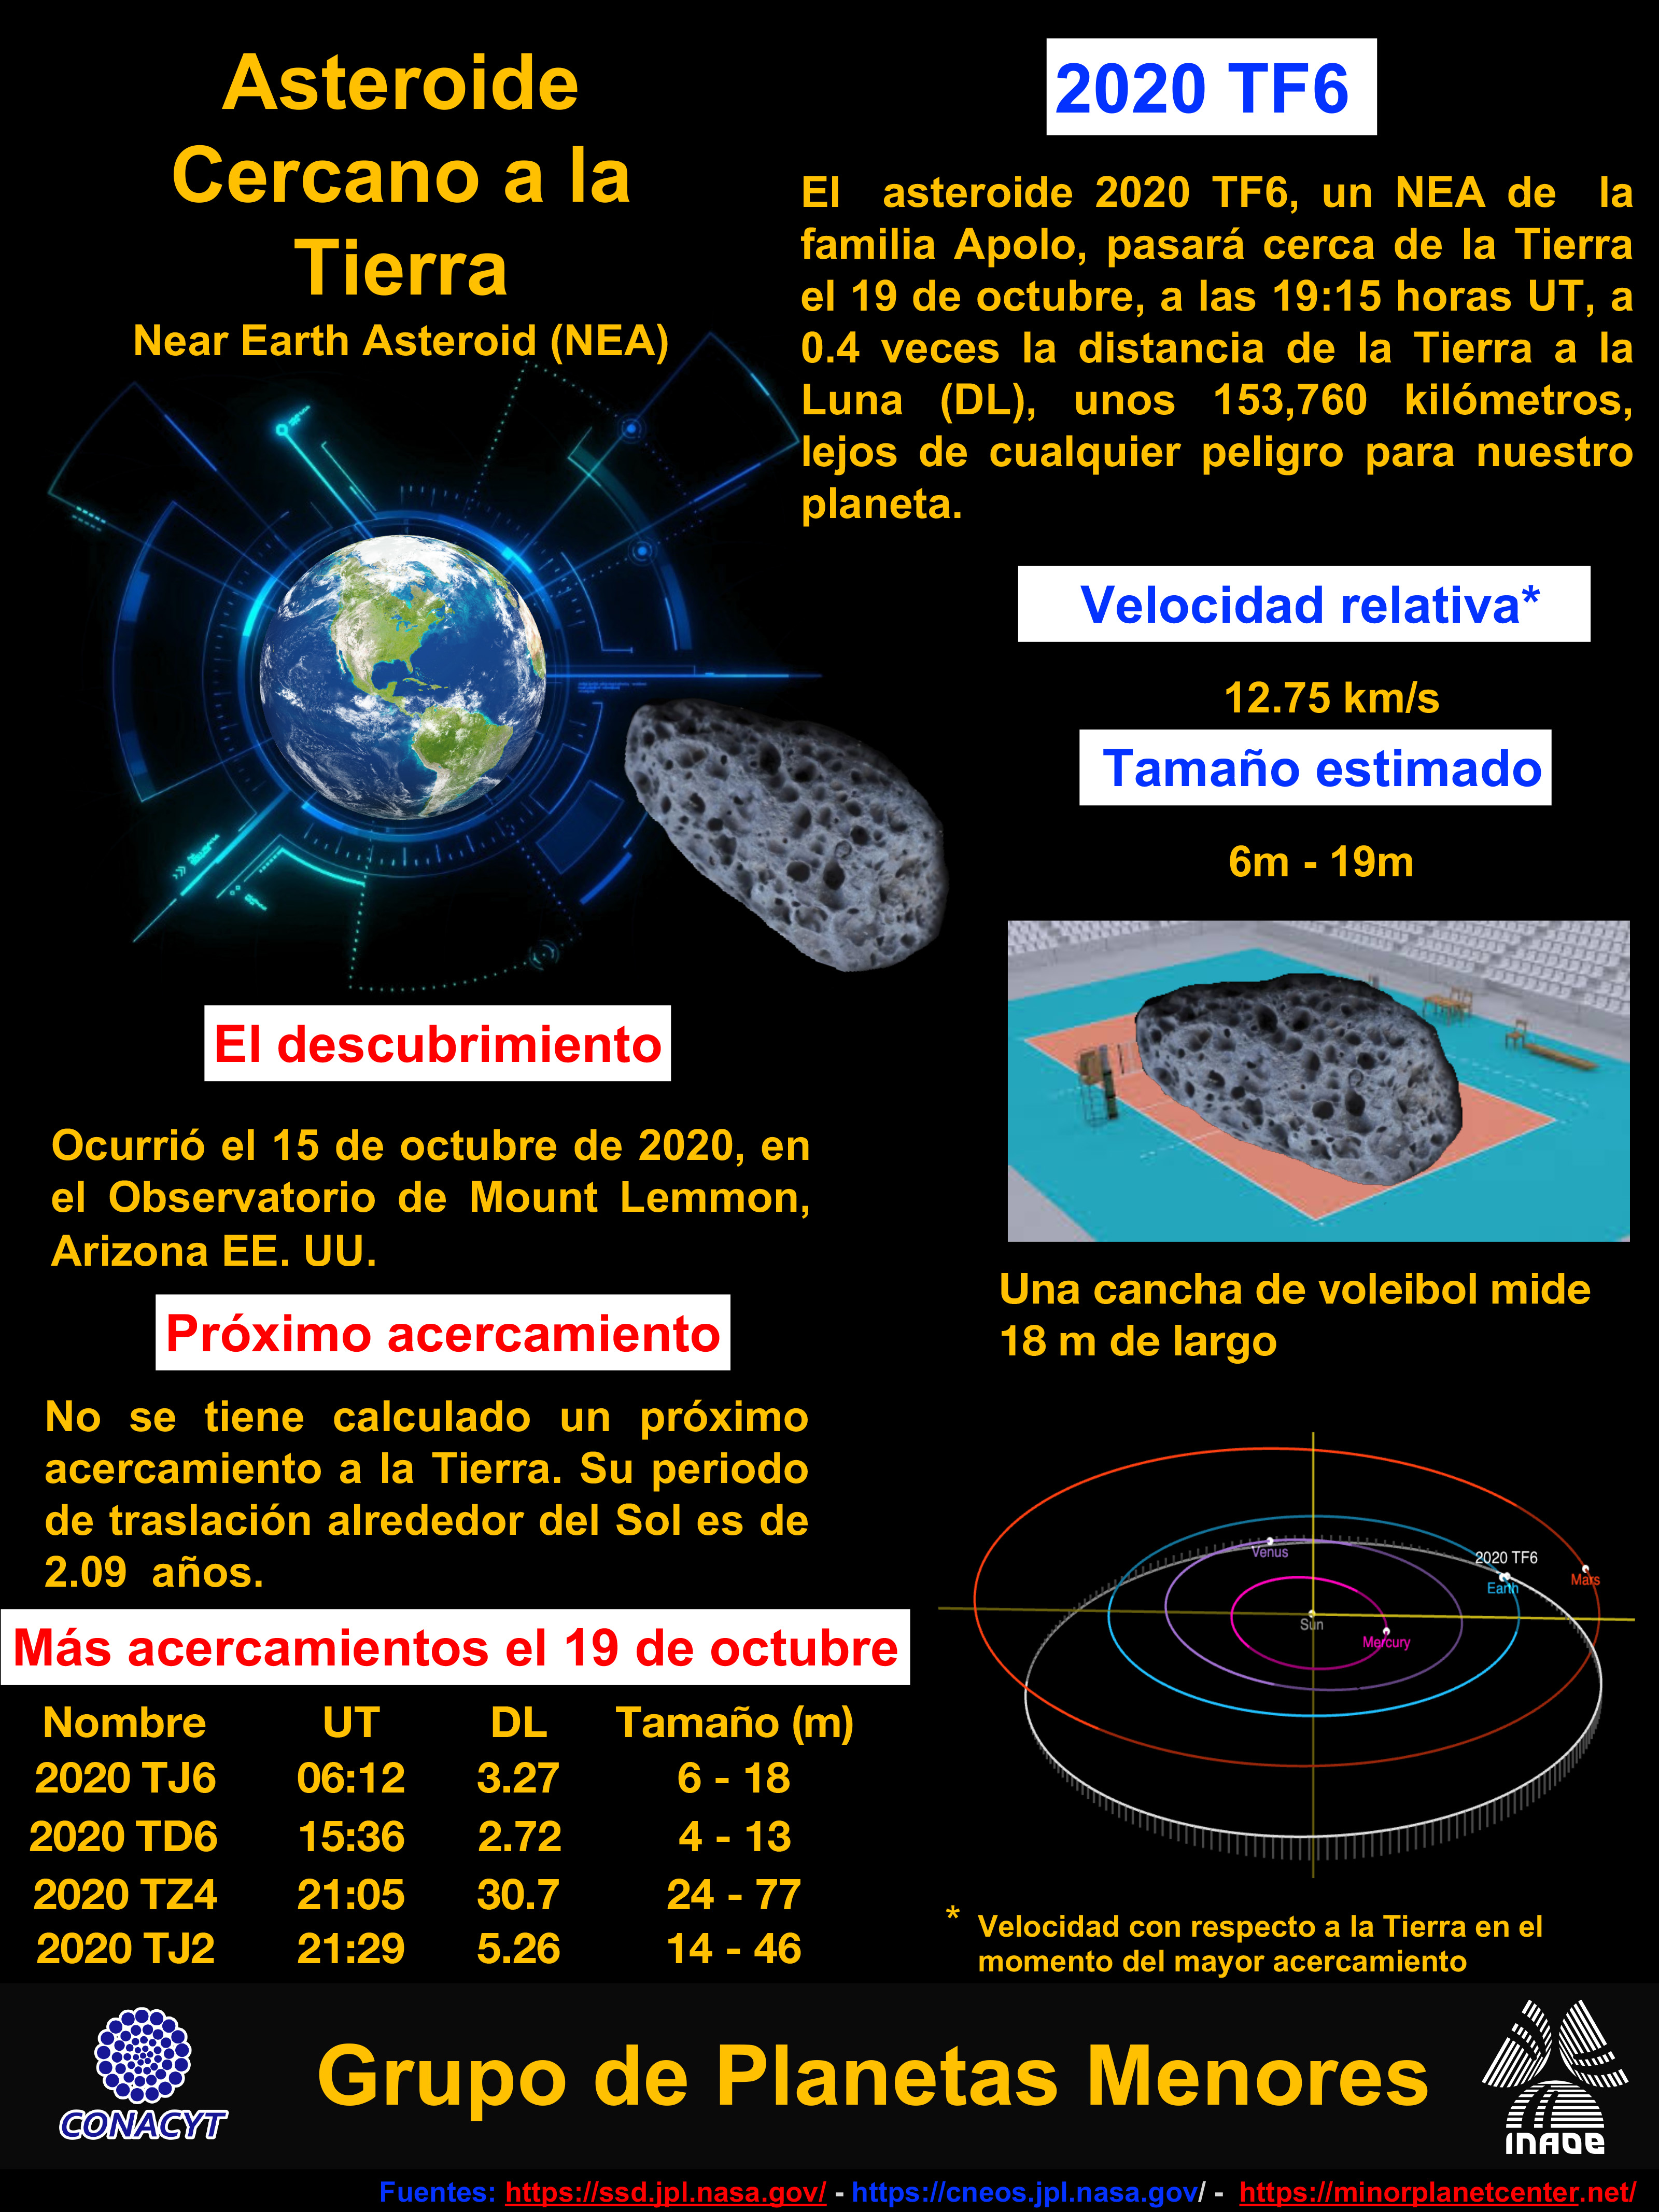 Asteroide
Cercano a la
Tierra
Near Earth Asteroid (NEA)
2020 TF6
El asteroide 2020 TF6, un NEA de la
familia Apolo, pasará cerca de la Tierra
el 19 de octubre, a las 19:15 horas UT, a
0.4 veces la distancia de la Tierra a la
Luna (DL), unos 153,760 kilómetros,
lejos de cualquier peligro para nuestro
planeta.
Velocidad relativa*
12.75 km/s
Tamaño estimado
6m - 19m
Una cancha de voleibol mide
18 m de largo
El descubrimiento
Ocurrió el 15 de octubre de 2020, en
el Observatorio de Mount Lemmon,
Arizona EE. UU.
Próximo acercamiento
No se tiene calculado un próximo
acercamiento a la Tierra. Su periodo
de traslación alrededor del Sol es de
2.09 años.
Más acercamientos el 19 de octubre
Nombre UT DL Tamaño (m)
2020 TJ6 06:12 3.27 6 - 18
2020 TD6 15:36 2.72 4 - 13
2020 TZ4 21:05 30.7 24 - 77
2020 TJ2 21:29 5.26 14 - 46
Venus
2020 TF6
Earth
Mars
Sun
Mercury
* Velocidad con respecto a la Tierra en el
momento del mayor acercamiento
CONACYT
Grupo de Planetas Menores
INAOE
Fuentes: https://ssd.jpl.nasa.gov/ - https://cneos.jpl.nasa.gov/ - https://minorplanetcenter.net/